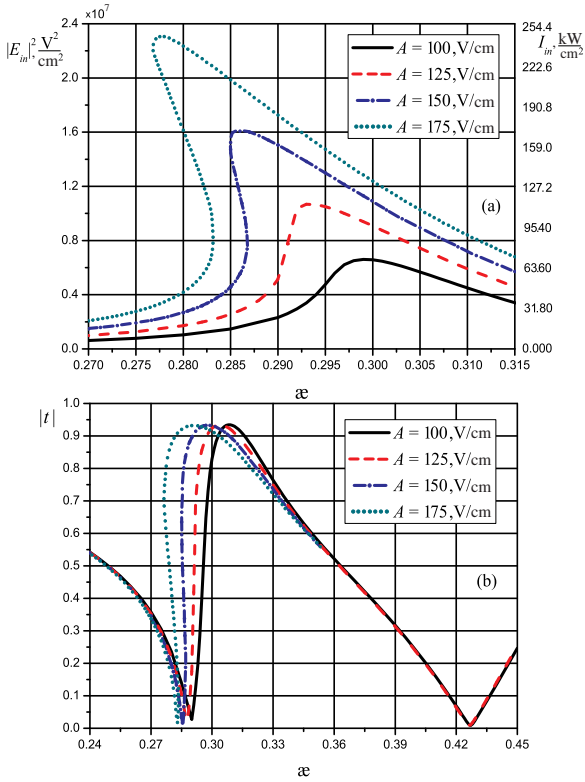 ×10⁷
|E_in|², V²/cm²
I_in, kW/cm²
2.4
2.0
1.6
1.2
0.8
0.4
0.0
254.4
222.6
190.8
159.0
127.2
9540
63.60
31.80
0.000
A = 100, V/cm
A = 125, V/cm
A = 150, V/cm
A = 175, V/cm
(a)
0.270 0.275 0.280 0.285 0.290 0.295 0.300 0.305 0.310 0.315
æ
|t|
1.0
0.9
0.8
0.7
0.6
0.5
0.4
0.3
0.2
0.1
0.0
A = 100, V/cm
A = 125, V/cm
A = 150, V/cm
A = 175, V/cm
(b)
0.24 0.27 0.30 0.33 0.36 0.39 0.42 0.45
æ